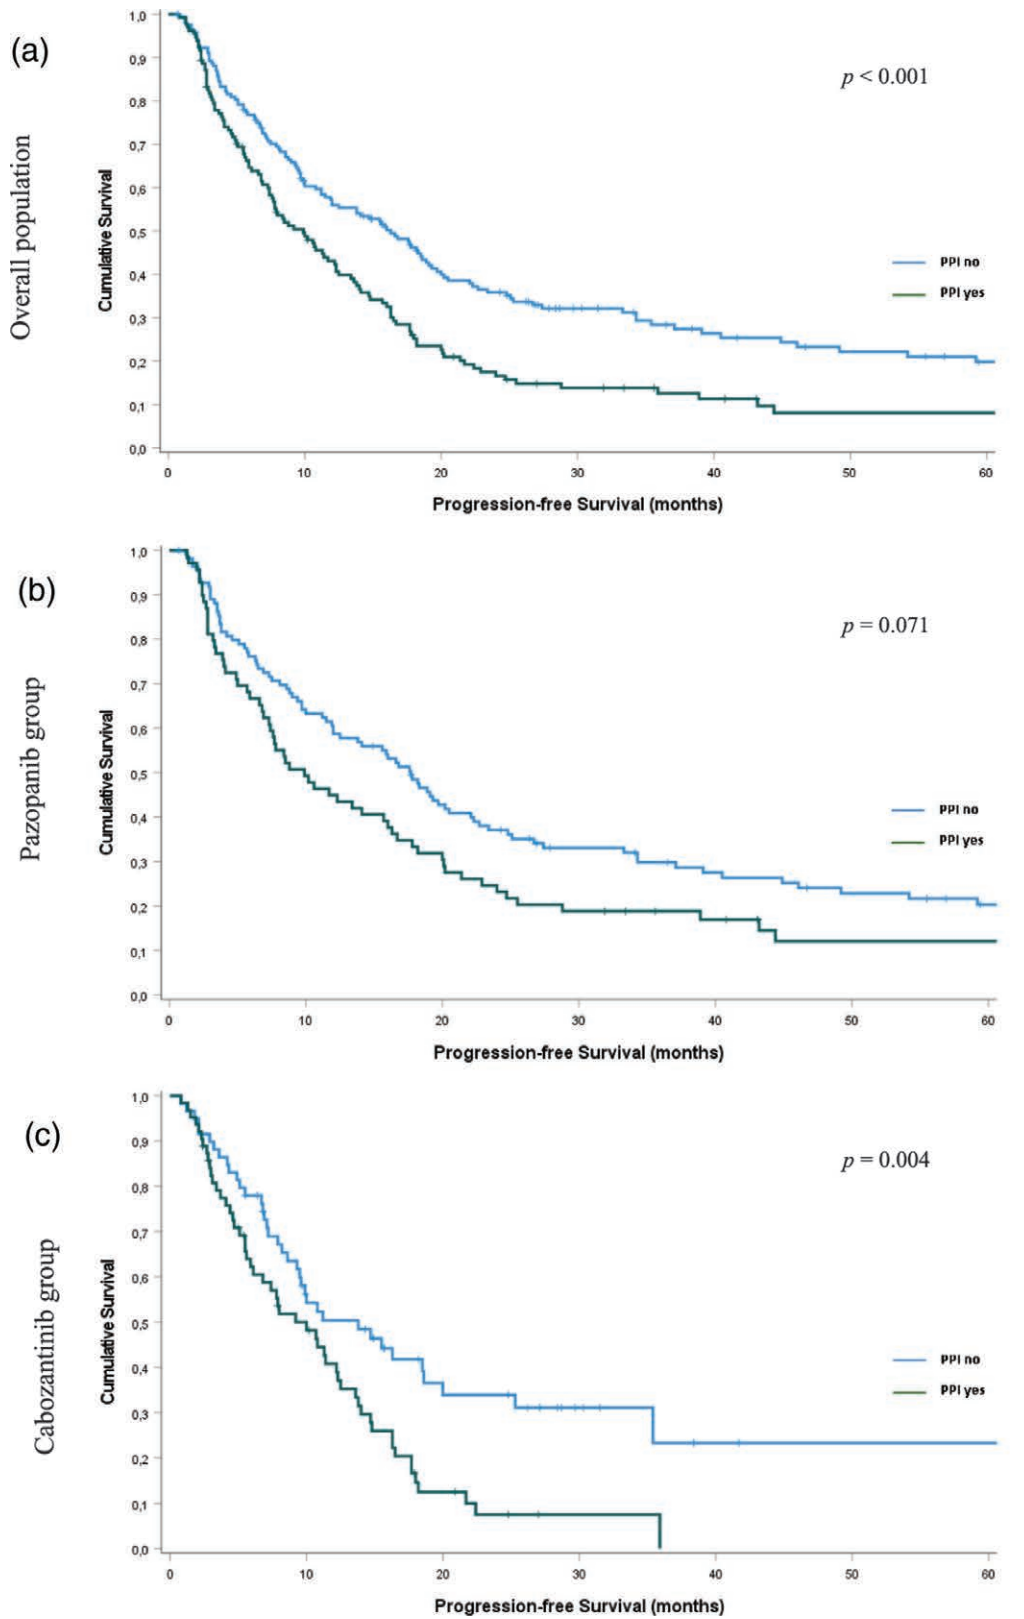 (a)
Overall population
Cumulative Survival
1,0
0,9
0,8
0,7
0,6
0,5
0,4
0,3
0,2
0,1
0,0
p < 0.001
PPI no
PPI yes
0 10 20 30 40 50 60
Progression-free Survival (months)
(b)
Pazopanib group
Cumulative Survival
1,0
0,9
0,8
0,7
0,6
0,5
0,4
0,3
0,2
0,1
0,0
p = 0.071
PPI no
PPI yes
0 10 20 30 40 50 60
Progression-free Survival (months)
(c)
Cabozantinib group
Cumulative Survival
1,0
0,9
0,8
0,7
0,6
0,5
0,4
0,3
0,2
0,1
0,0
p = 0.004
PPI no
PPI yes
0 10 20 30 40 50 60
Progression-free Survival (months)